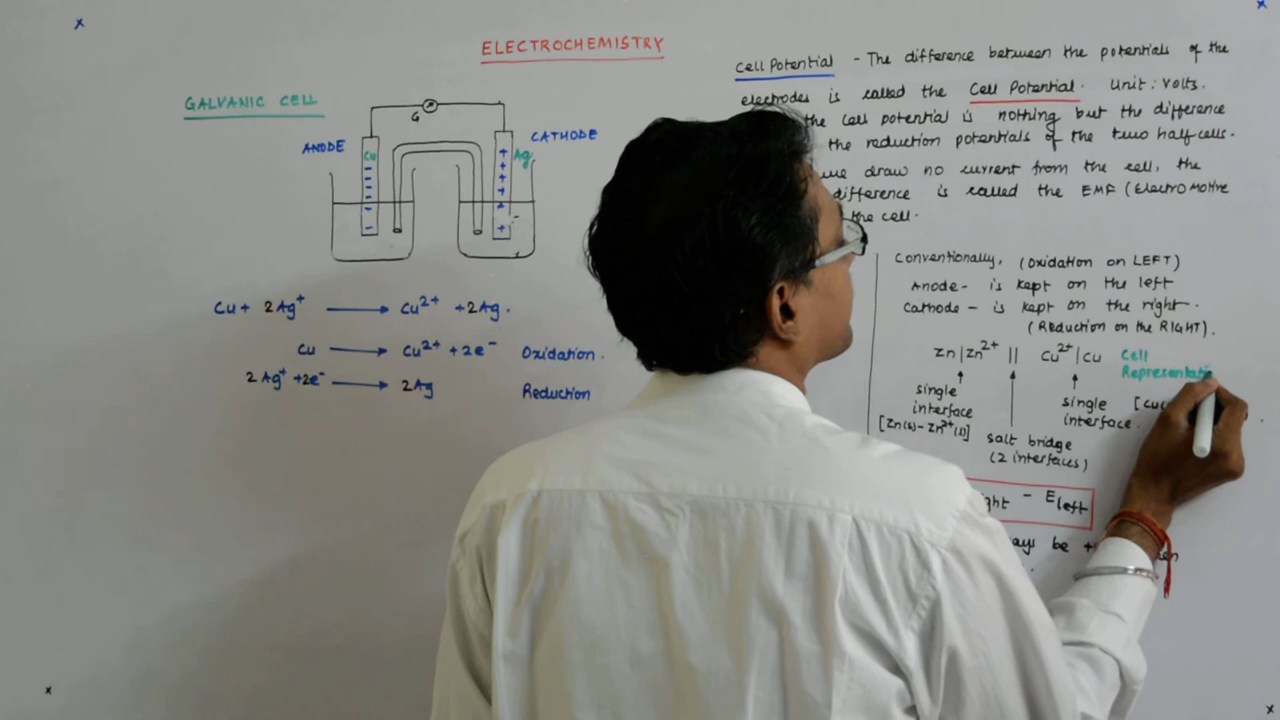 ELECTROCHEMISTRY
GALVANIC CELL
G
ANODE
CATHODE
Cu
Ag
Cu + 2Ag⁺ ⟶ Cu²⁺ + 2Ag.
Cu ⟶ Cu²⁺ + 2e⁻ Oxidation.
2Ag⁺ + 2e⁻ ⟶ 2Ag Reduction
Cell Potential - The difference between the potentials of the
electrodes is called the Cell Potential. Unit: Volts.
the cell potential is nothing but the difference
the reduction potentials of the two half cells.
we draw no current from the cell, the
difference is called the EMF (Electro Motive
the cell.
Conventionally, (Oxidation on LEFT)
Anode - is kept on the left
Cathode - is kept on the right.
(Reduction on the RIGHT).
Zn | Zn²⁺ || Cu²⁺ | Cu
Cell
single
interface
[Zn(s) - Zn²⁺(l)]
salt bridge
(2 interfaces)
single
interface.
- E left
be